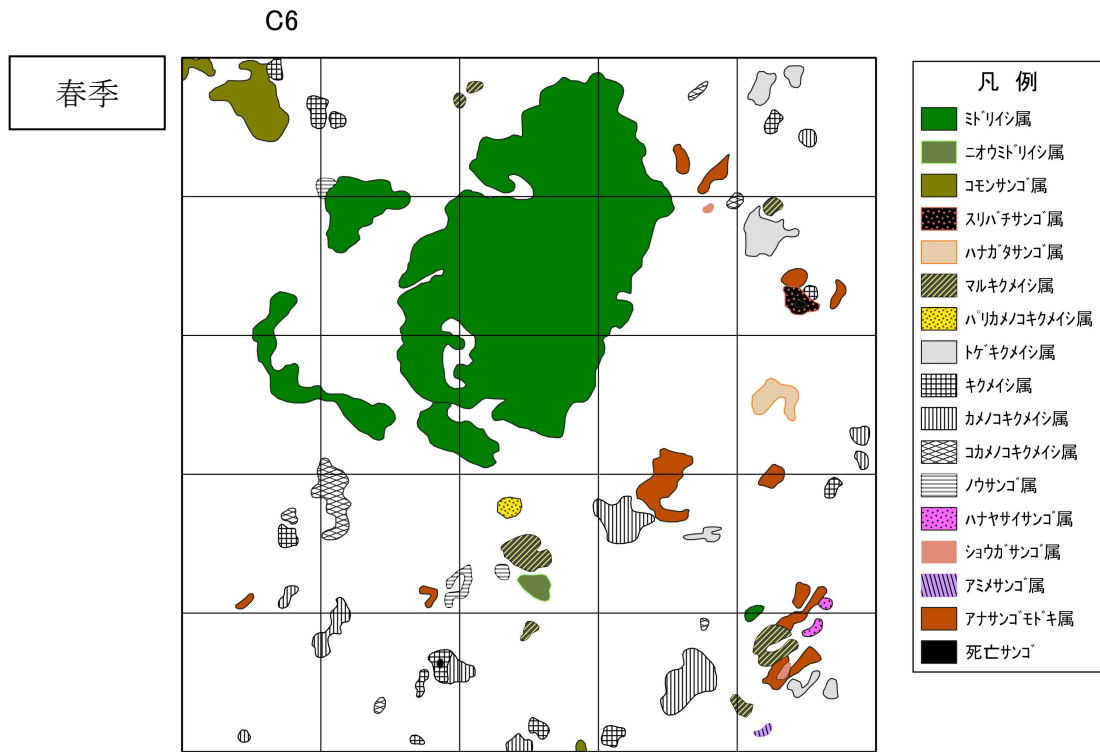 C6
春季
凡 例
ミドリイシ属
ニオウミドリイシ属
コモンサンゴ属
スリバチサンゴ属
ハナガタサンゴ属
マルキクメイシ属
パリカメノコキクメイシ属
トゲキクメイシ属
キクメイシ属
カメノコキクメイシ属
コカメノコキクメイシ属
ノウサンゴ属
ハナヤサイサンゴ属
ショウガサンゴ属
アミメサンゴ属
アナサンゴモドキ属
死亡サンゴ